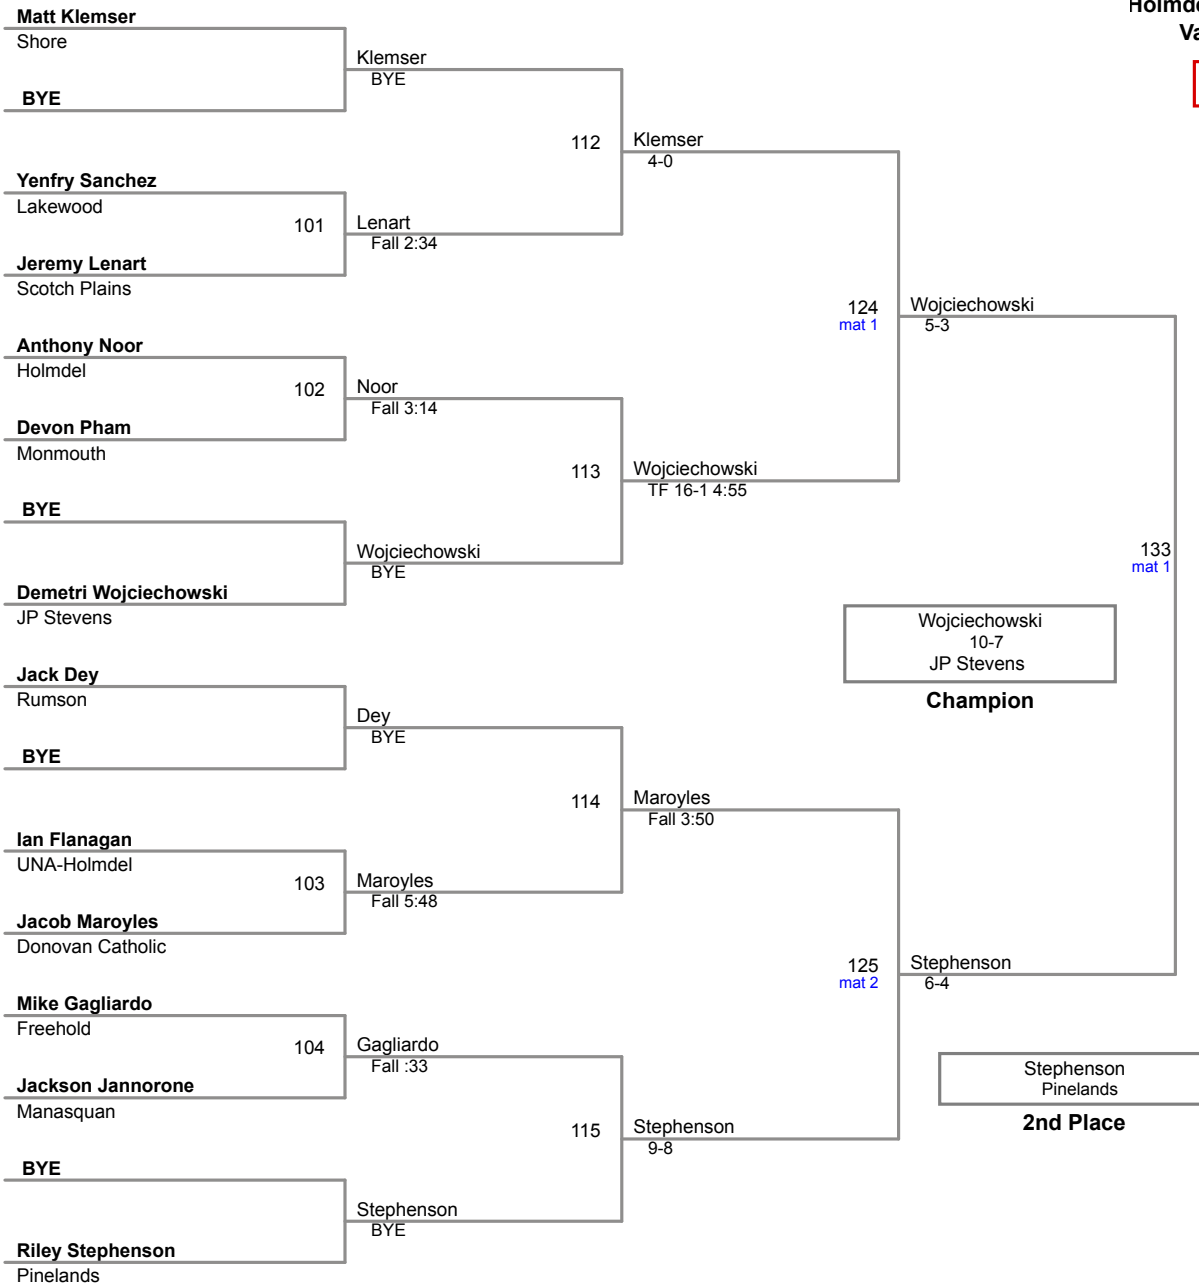 Matt Klemser
Shore
BYE
Yenfry Sanchez
Lakewood
101
Jeremy Lenart
Scotch Plains
Anthony Noor
Holmdel
102
Devon Pham
Monmouth
BYE
Demetri Wojciechowski
JP Stevens
Jack Dey
Rumson
BYE
Ian Flanagan
UNA-Holmdel
103
Jacob Maroyles
Donovan Catholic
Mike Gagliardo
Freehold
104
Jackson Jannorone
Manasquan
BYE
Riley Stephenson
Pinelands
Klemser
BYE
112
Lenart
Fall 2:34
Noor
Fall 3:14
113
Wojciechowski
BYE
Dey
BYE
114
Maroyles
Fall 5:48
Gagliardo
Fall :33
115
Stephenson
BYE
Klemser
4-0
124
mat 1
Wojciechowski
TF 16-1 4:55
Maroyles
Fall 3:50
125
mat 2
Stephenson
9-8
Wojciechowski
5-3
133
mat 1
Stephenson
6-4
Wojciechowski
10-7
JP Stevens
Champion
Stephenson
Pinelands
2nd Place